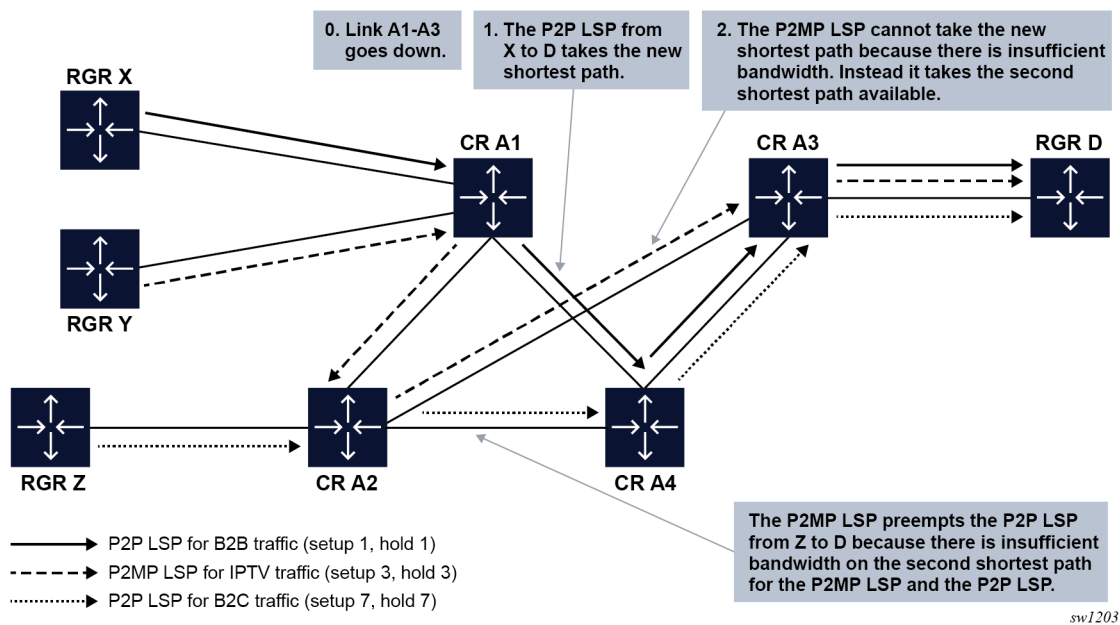 0. Link A1-A3
goes down.
1. The P2P LSP from
X to D takes the new
shortest path.
2. The P2MP LSP cannot take the new
shortest path because there is insufficient
bandwidth. Instead it takes the second
shortest path available.
RGR X
CR A1
CR A3
RGR D
RGR Y
RGR Z
CR A2
CR A4
The P2MP LSP preempts the P2P LSP
from Z to D because there is insufficient
bandwidth on the second shortest path
for the P2MP LSP and the P2P LSP.
P2P LSP for B2B traffic (setup 1, hold 1)
P2MP LSP for IPTV traffic (setup 3, hold 3)
P2P LSP for B2C traffic (setup 7, hold 7)
sw1203